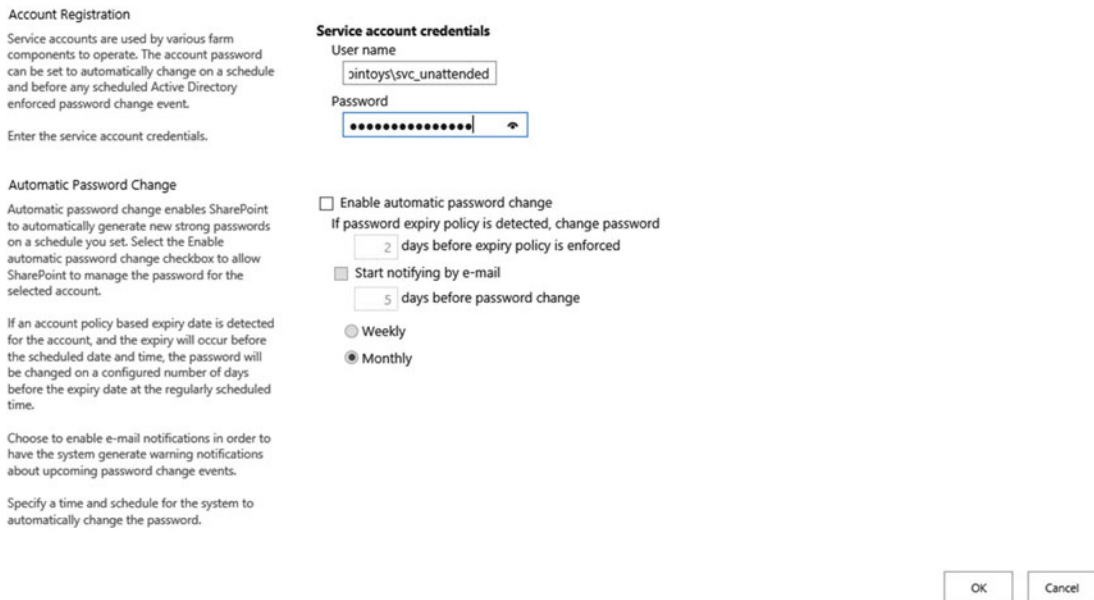 Account Registration
Service accounts are used by various farm
components to operate. The account password
can be set to automatically change on a schedule
and before any scheduled Active Directory
enforced password change event.
Enter the service account credentials.
Service account credentials
User name
ointoys\svc_unattended
Password
Automatic Password Change
Automatic password change enables SharePoint
to automatically generate new strong passwords
on a schedule you set. Select the Enable
automatic password change checkbox to allow
SharePoint to manage the password for the
selected account.
If an account policy based expiry date is detected
for the account, and the expiry will occur before
the scheduled date and time, the password will
be changed on a configured number of days
before the expiry date at the regularly scheduled
time.
Choose to enable e-mail notifications in order to
have the system generate warning notifications
about upcoming password change events.
Specify a time and schedule for the system to
automatically change the password.
Enable automatic password change
If password expiry policy is detected, change password
2 days before expiry policy is enforced
Start notifying by e-mail
5 days before password change
Weekly
Monthly
OK Cancel